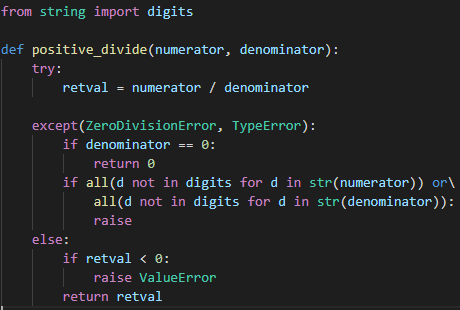 from string import digits

def positive_divide(numerator, denominator):
    try:
        retval = numerator / denominator

    except(ZeroDivisionError, TypeError):
        if denominator == 0:
            return 0
        if all(d not in digits for d in str(numerator)) or\
            all(d not in digits for d in str(denominator)):
            raise
    else:
        if retval < 0:
            raise ValueError
        return retval